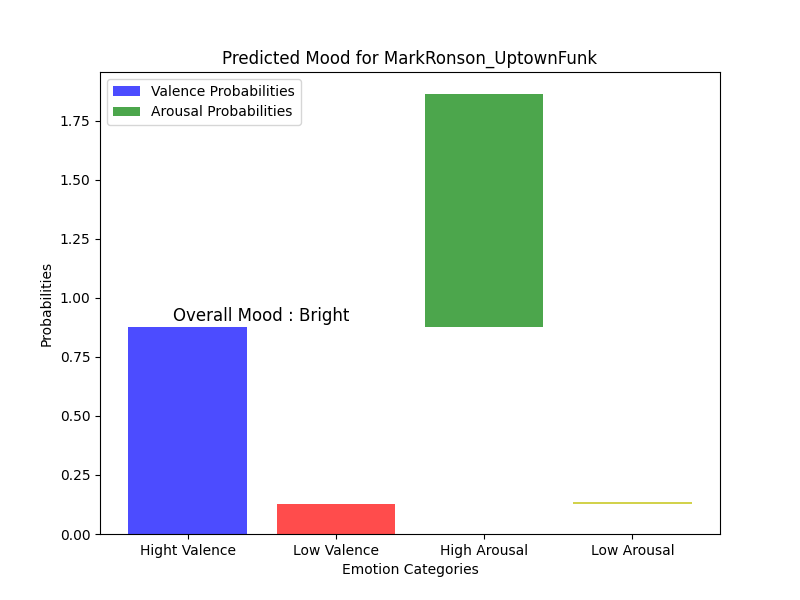 Predicted Mood for MarkRonson_UptownFunk
Valence Probabilities
Arousal Probabilities
Probabilities
1.75
1.50
1.25
1.00
0.75
0.50
0.25
0.00
Overall Mood : Bright
Hight Valence
Low Valence
High Arousal
Low Arousal
Emotion Categories